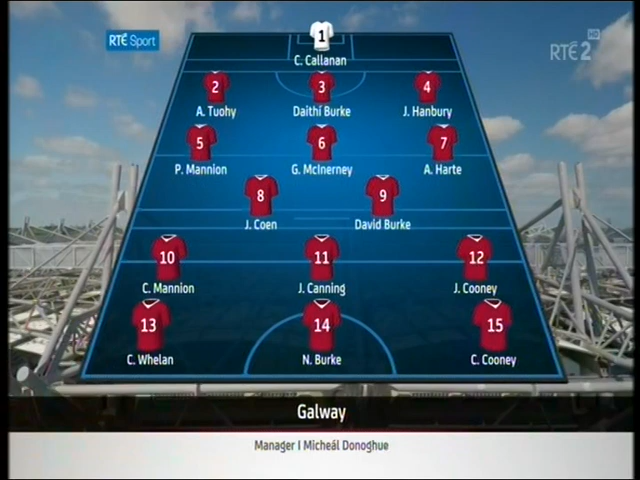 RTÉ Sport
RTÉ 2 HD
1
C. Callanan
2 3 4
A. Tuohy Daithí Burke J. Hanbury
5 6 7
P. Mannion G. McInerney A. Harte
8 9
J. Coen David Burke
10 11 12
C. Mannion J. Canning J. Cooney
13 14 15
C. Whelan N. Burke C. Cooney
Galway
Manager | Micheál Donoghue